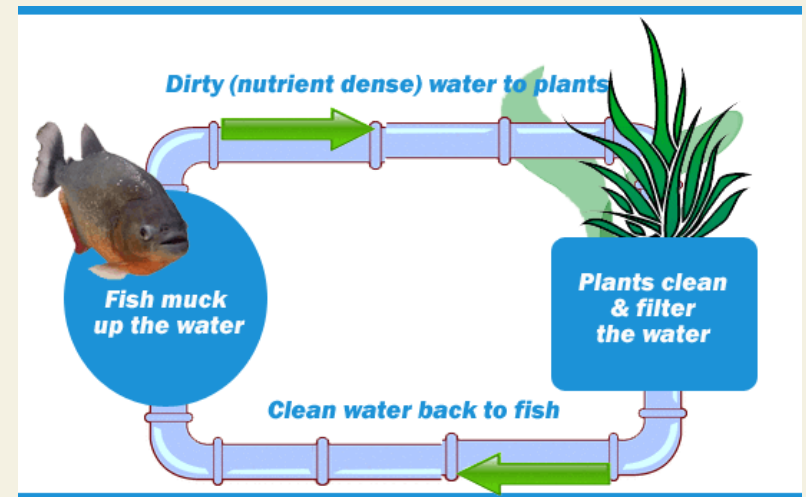 Dirty (nutrient dense) water to plants
Fish muck
up the water
Plants clean
& filter
the water
Clean water back to fish